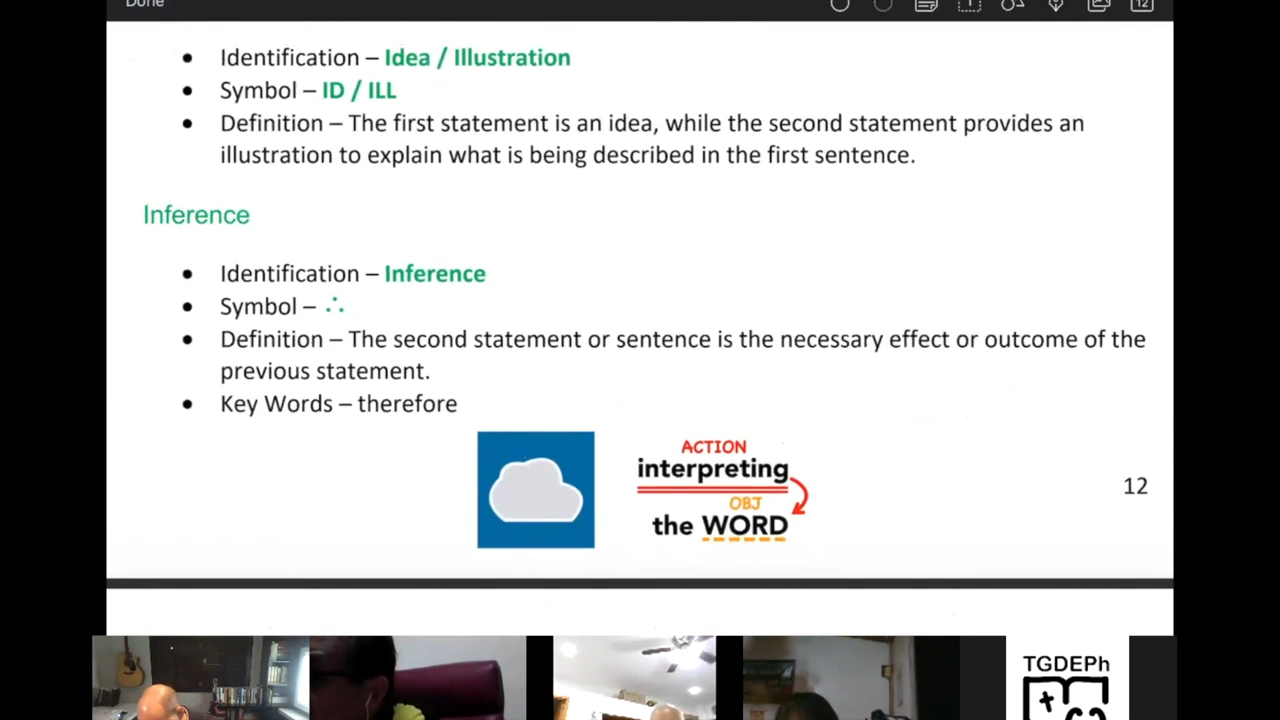 Done
12
• Identification – Idea / Illustration
• Symbol – ID / ILL
• Definition – The first statement is an idea, while the second statement provides an
illustration to explain what is being described in the first sentence.
Inference
• Identification – Inference
• Symbol – ∴
• Definition – The second statement or sentence is the necessary effect or outcome of the
previous statement.
• Key Words – therefore
ACTION
interpreting
OBJ
the WORD
12
TGDEPh